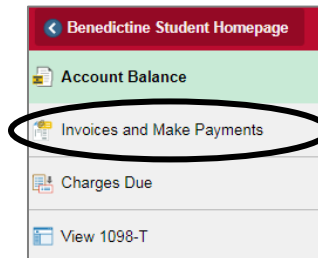 Benedictine Student Homepage
Account Balance
Invoices and Make Payments
Charges Due
View 1098-T